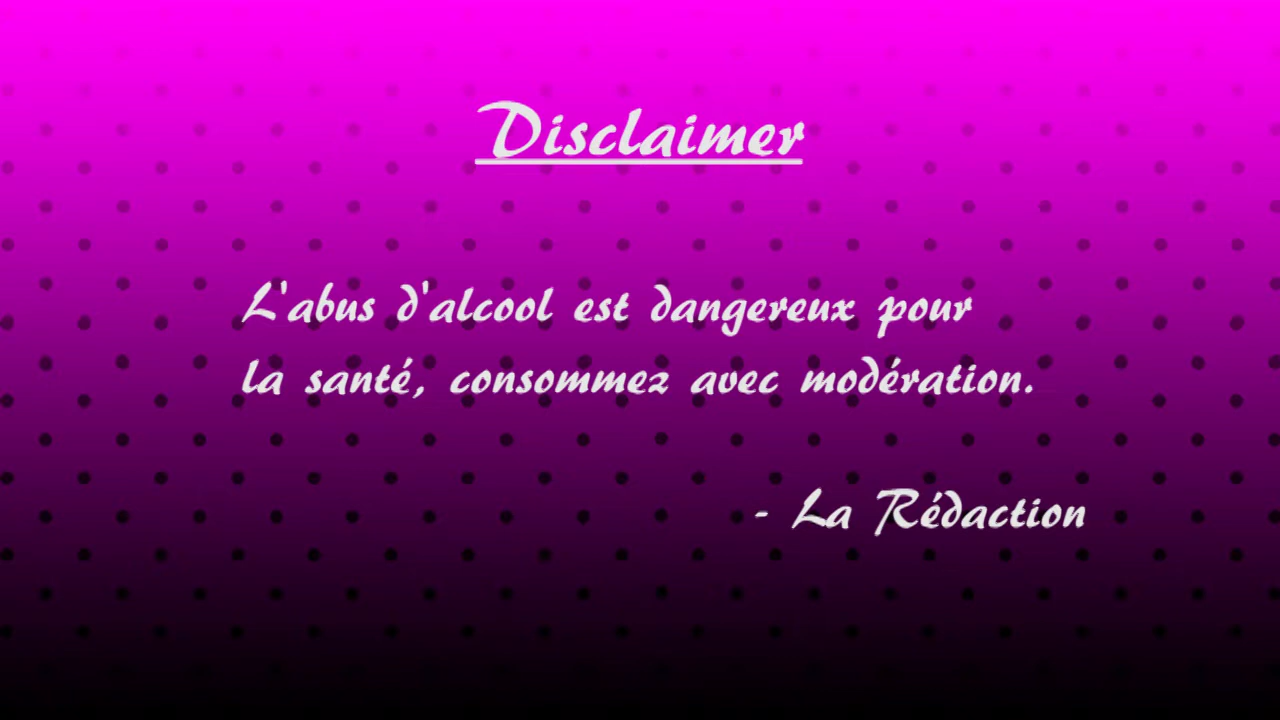 Disclaimer
L'abus d'alcool est dangereux pour
la santé, consommez avec modération.
- La Rédaction